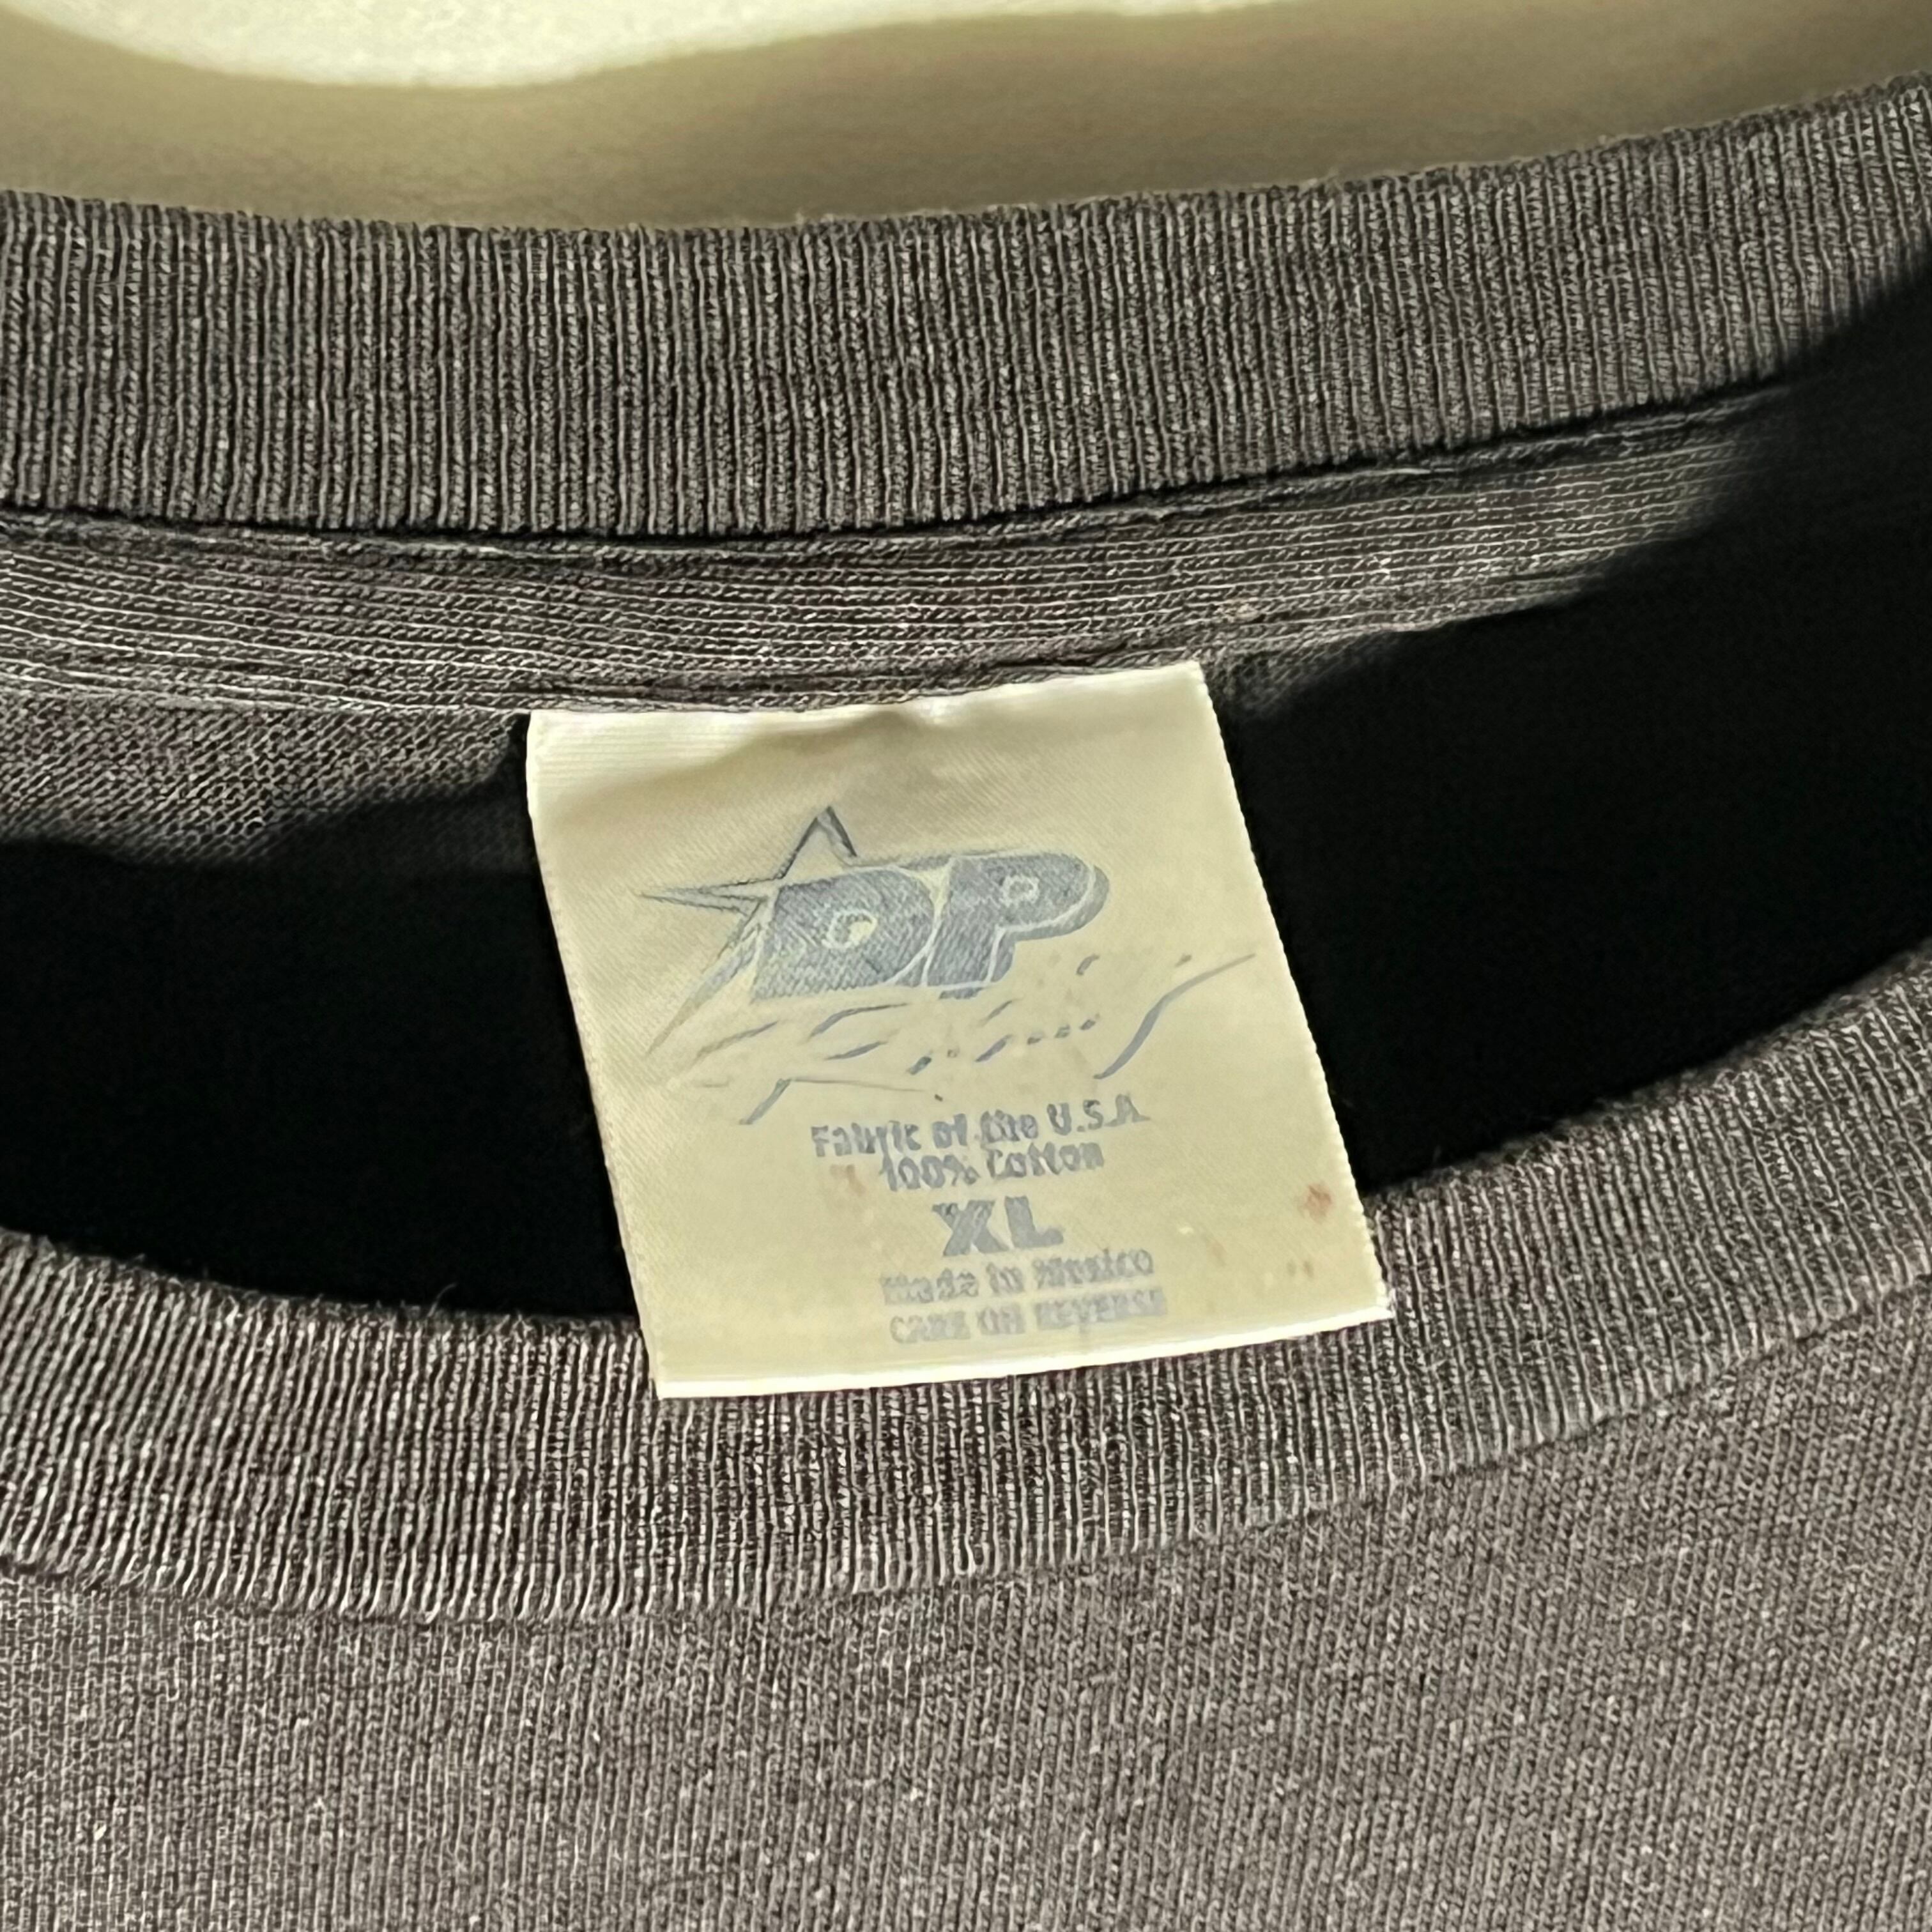 DP
Fabric of the U.S.A.
100% Cotton
XL
Made in Mexico
CARE ON REVERSE